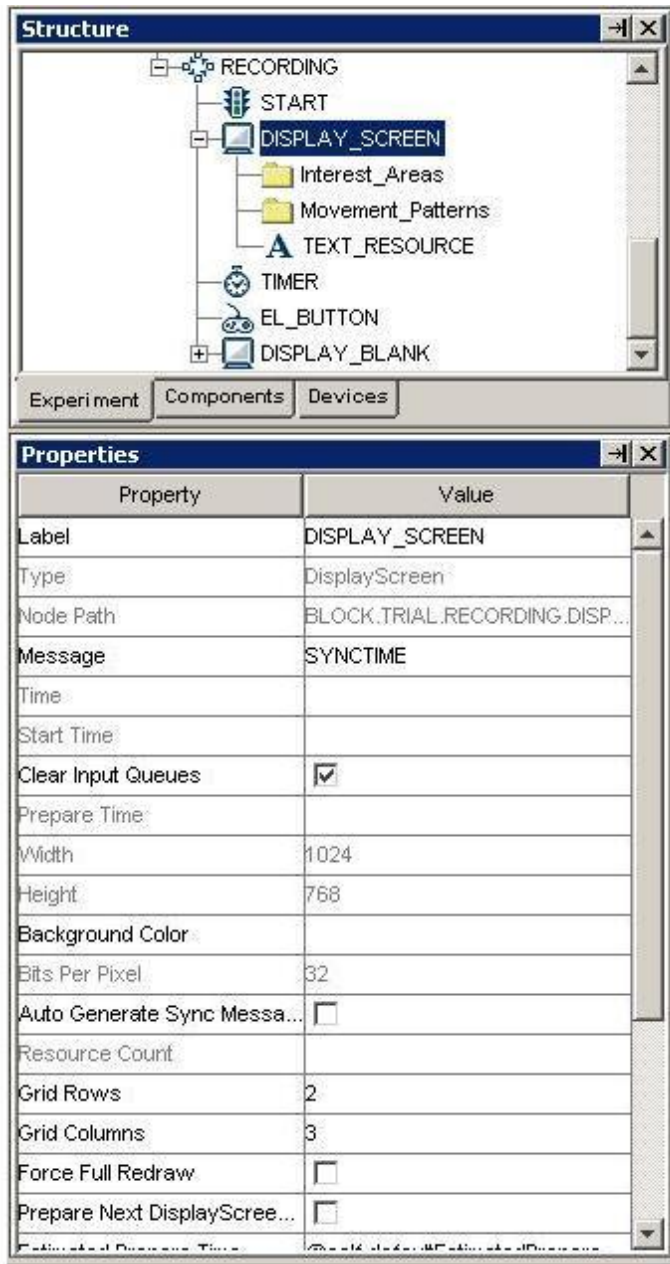 Structure
RECORDING
START
DISPLAY_SCREEN
Interest_Areas
Movement_Patterns
A TEXT_RESOURCE
TIMER
EL_BUTTON
DISPLAY_BLANK
Experiment Components Devices
Properties
Property Value
Label DISPLAY_SCREEN
Type DisplayScreen
Node Path BLOCK.TRIAL.RECORDING.DISP...
Message SYNCTIME
Time
Start Time
Clear Input Queues
Prepare Time
Width 1024
Height 768
Background Color
Bits Per Pixel 32
Auto Generate Sync Messa...
Resource Count
Grid Rows 2
Grid Columns 3
Force Full Redraw
Prepare Next DisplayScree...
Estimated Prepare Time